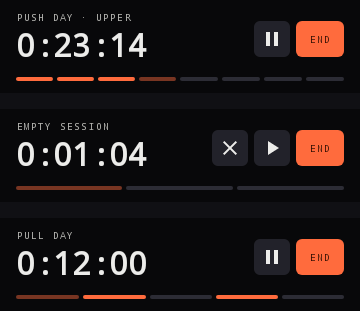 PUSH DAY · UPPER
0:23:14
END
EMPTY SESSION
0:01:04
END
PULL DAY
0:12:00
END